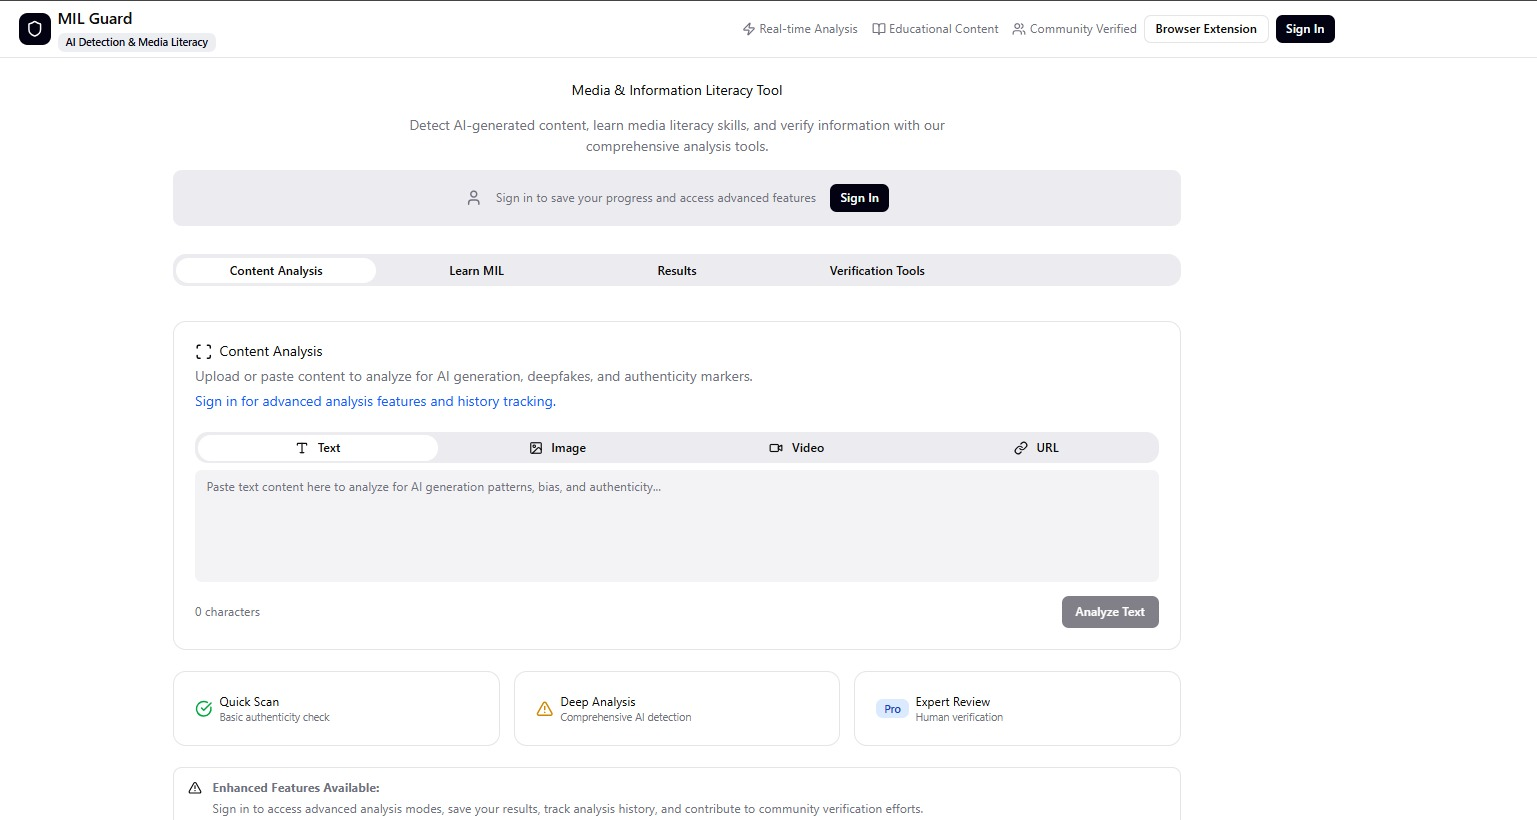 MIL Guard
AI Detection & Media Literacy
Real-time Analysis
Educational Content
Community Verified
Browser Extension
Sign In
Media & Information Literacy Tool
Detect AI-generated content, learn media literacy skills, and verify information with our
comprehensive analysis tools.
Sign in to save your progress and access advanced features
Sign In
Content Analysis
Learn MIL
Results
Verification Tools
Content Analysis
Upload or paste content to analyze for AI generation, deepfakes, and authenticity markers.
Sign in for advanced analysis features and history tracking.
Text
Image
Video
URL
Paste text content here to analyze for AI generation patterns, bias, and authenticity...
0 characters
Analyze Text
Quick Scan
Basic authenticity check
Deep Analysis
Comprehensive AI detection
Pro
Expert Review
Human verification
Enhanced Features Available:
Sign in to access advanced analysis modes, save your results, track analysis history, and contribute to community verification efforts.